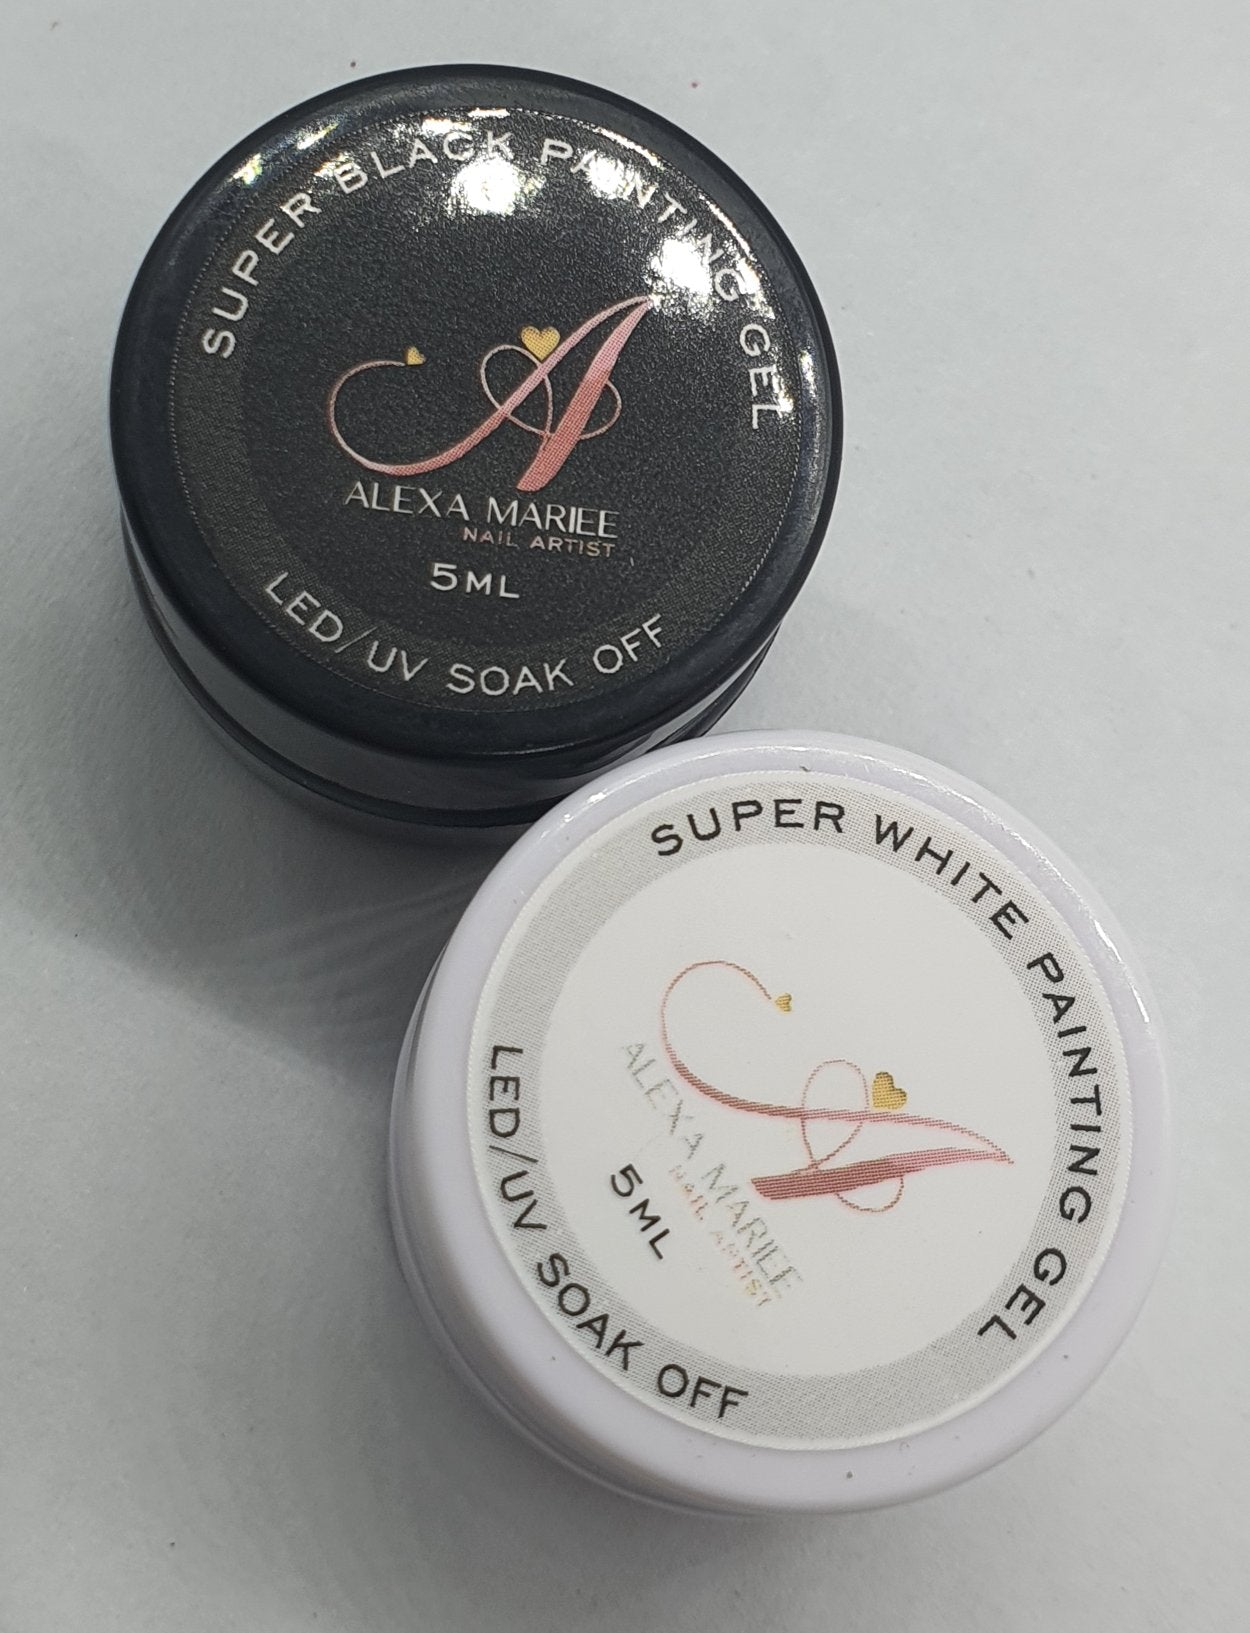 SUPER BLACK PAINTING GEL
A
ALEXA MARIEE
NAIL ARTIST
5ML
LED/UV SOAK OFF
SUPER WHITE PAINTING GEL
A
ALEXA MARIEE
NAIL ARTIST
5ML
LED/UV SOAK OFF